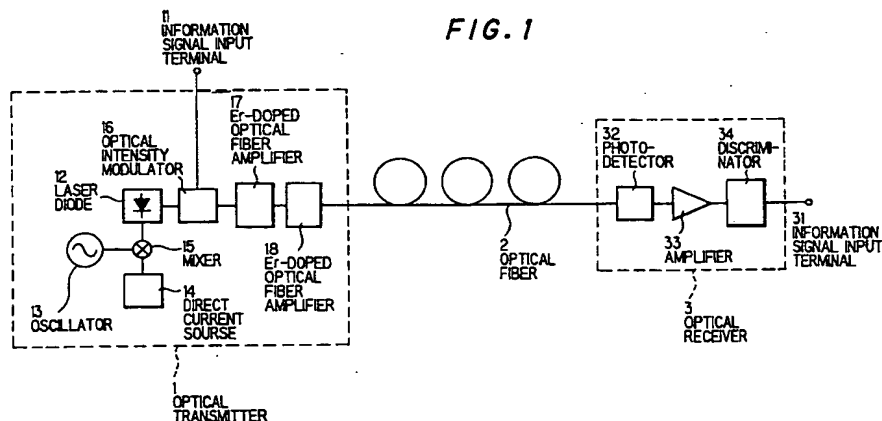 FIG. 1
11
INFORMATION
SIGNAL INPUT
TERMINAL
16
OPTICAL
INTENSITY
MODULATOR
17
Er-DOPED
OPTICAL
FIBER
AMPLIFIER
12
LASER
DIODE
15
MIXER
13
OSCILLATOR
14
DIRECT
CURRENT
SOURSE
18
Er-DOPED
OPTICAL
FIBER
AMPLIFIER
1
OPTICAL
TRANSMITTER
2
OPTICAL
FIBER
32
PHOTO-
DETECTOR
34
DISCRIMI-
NATOR
33
AMPLIFIER
31
INFORMATION
SIGNAL INPUT
TERMINAL
3
OPTICAL
RECEIVER